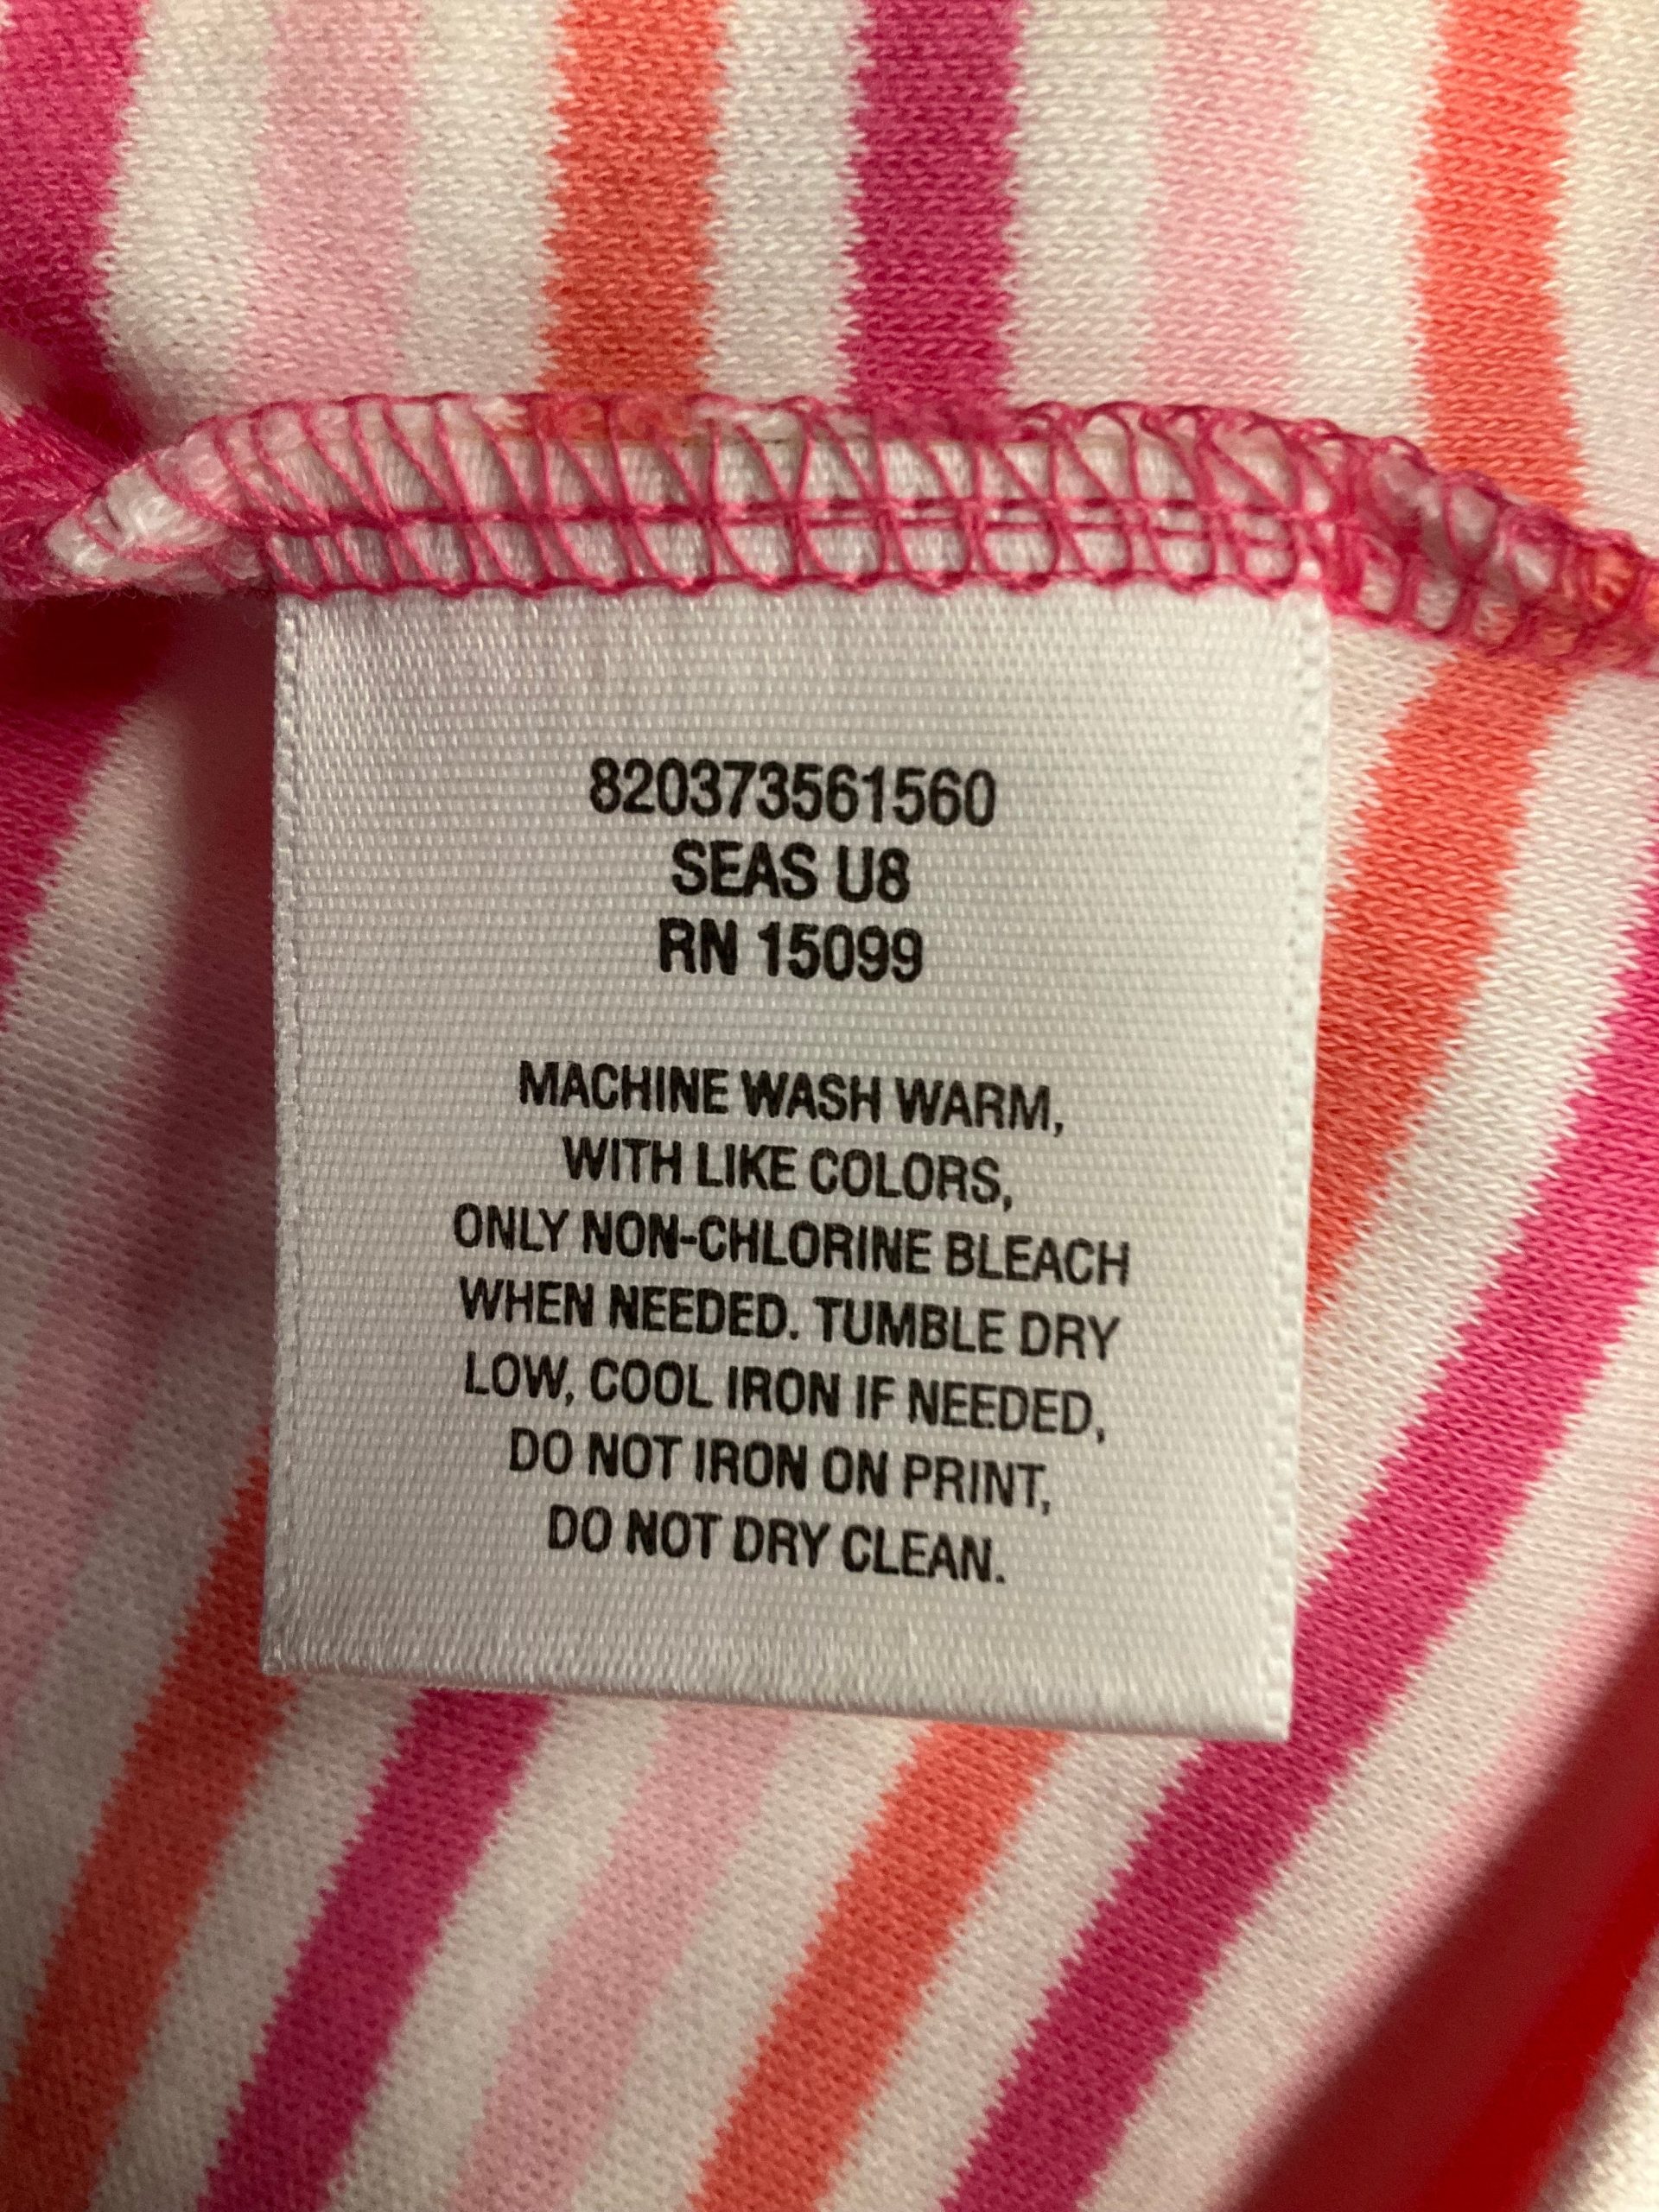 820373561560
SEAS U8
RN 15099
MACHINE WASH WARM,
WITH LIKE COLORS,
ONLY NON-CHLORINE BLEACH
WHEN NEEDED. TUMBLE DRY
LOW, COOL IRON IF NEEDED,
DO NOT IRON ON PRINT,
DO NOT DRY CLEAN.